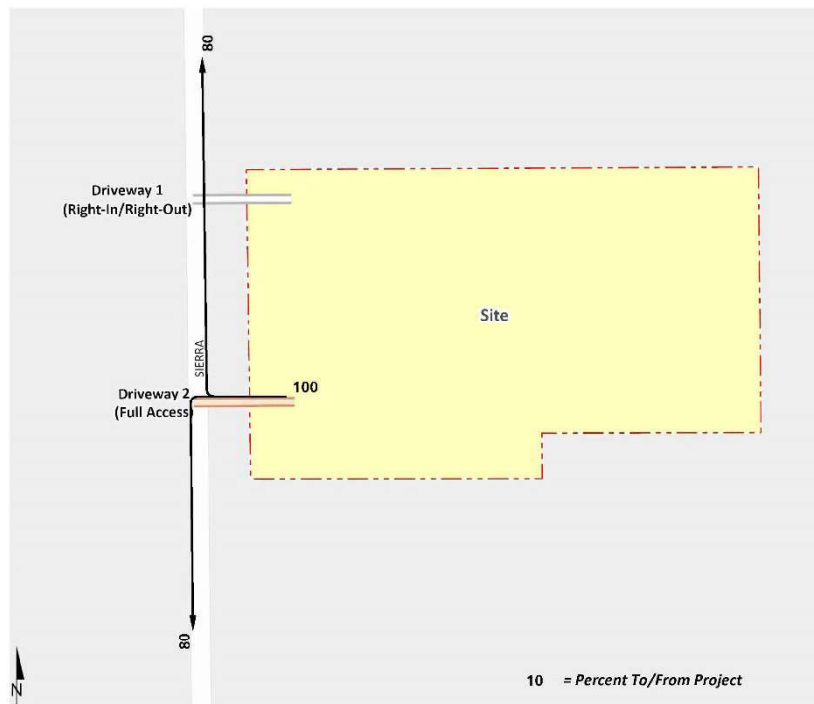 80
Driveway 1
(Right-In/Right-Out)
Site
SIERRA
Driveway 2
(Full Access)
100
80
N
10 = Percent To/From Project